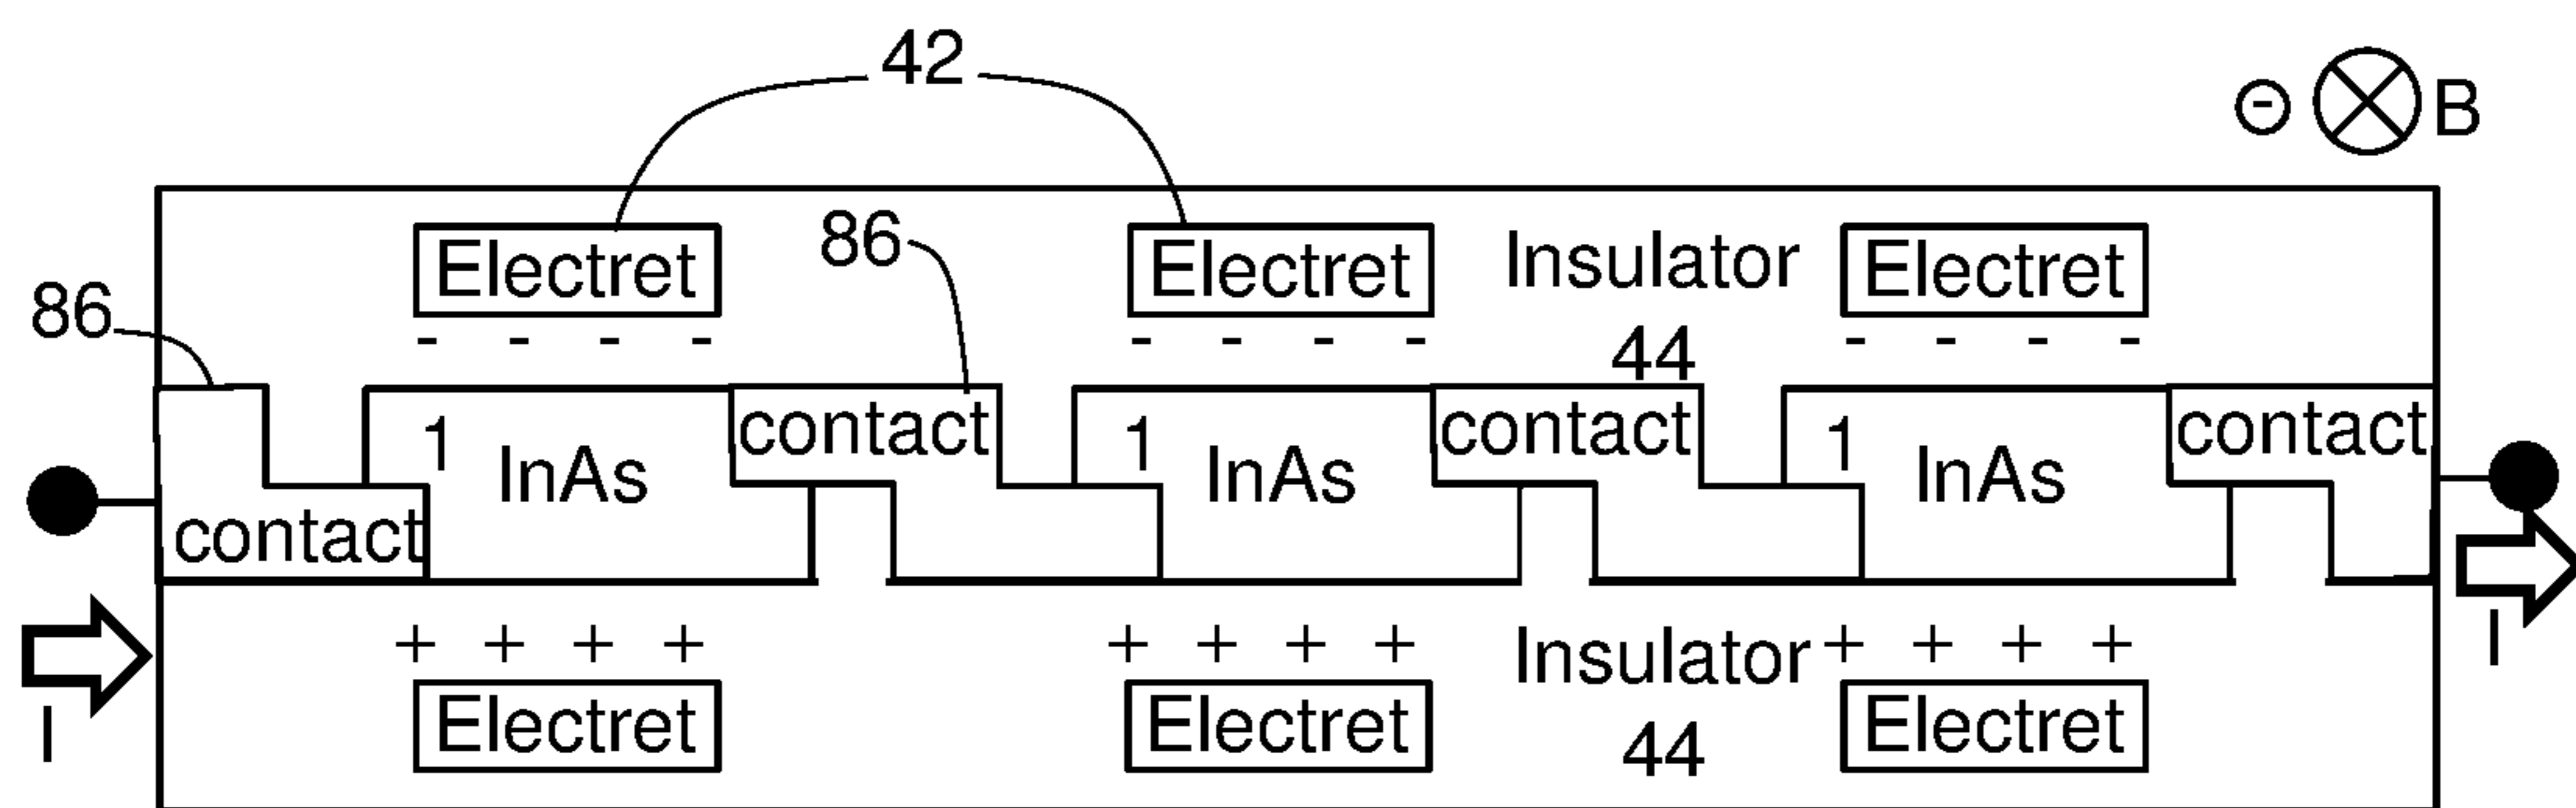 42
- B
Electret 86 Electret Insulator Electret
86 - - - - - - - - 44 - - - -
1 InAs contact 1 InAs contact 1 InAs contact
contact
+ + + + + + + + Insulator + + + +
I
I Electret Electret 44 Electret